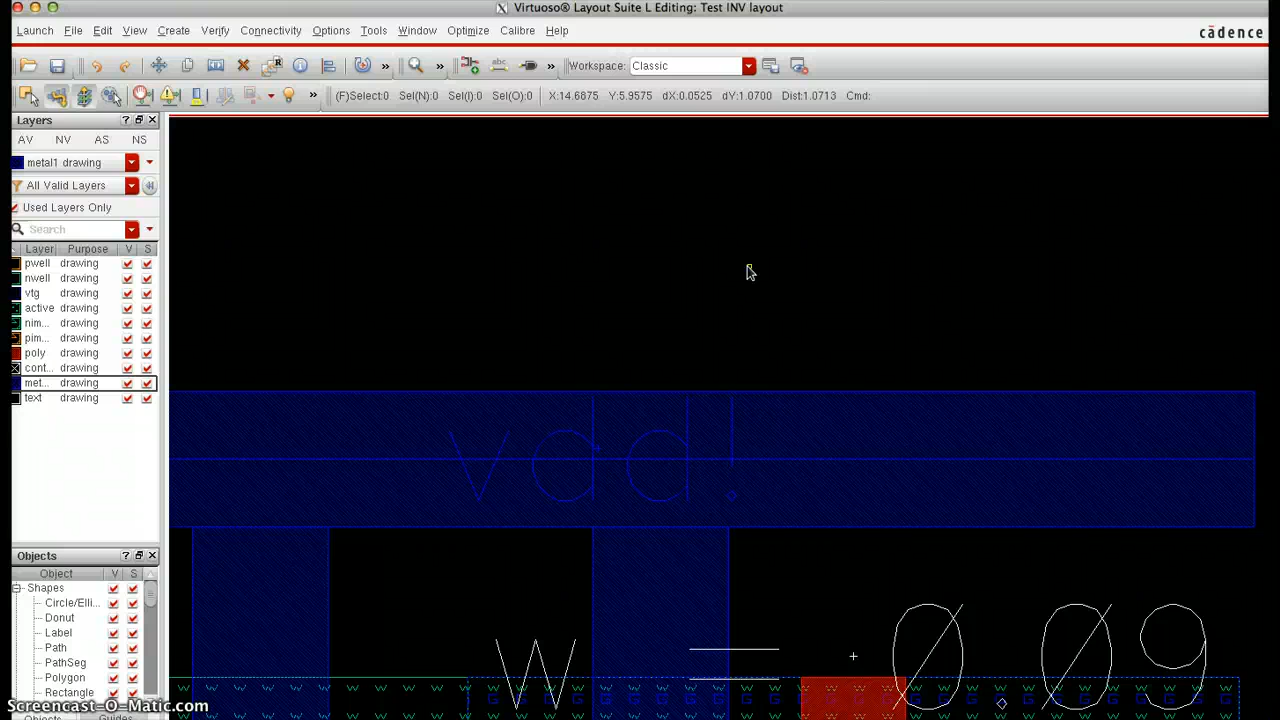 Virtuoso® Layout Suite L Editing: Test INV layout
Launch File Edit View Create Verify Connectivity Options Tools Window Optimize Calibre Help
cādence
abc » Workspace: Classic
(F)Select:0 Sel(N):0 Sel(I):0 Sel(O):0 X:14.6875 Y:5.9575 dX:0.0525 dY:1.0700 Dist:1.0713 Cmd:
Layers
AV NV AS NS
metal1 drawing
All Valid Layers
Used Layers Only
Search
Layer Purpose V S
pwell drawing
nwell drawing
vtg drawing
active drawing
nim... drawing
pim... drawing
poly drawing
cont... drawing
met... drawing
text drawing
vdd!
Objects
Object V S
Shapes
Circle/Elli...
Donut
Label
Path
PathSeg
Polygon
Rectangle
w = 0.09
Screencast-O-Matic.com